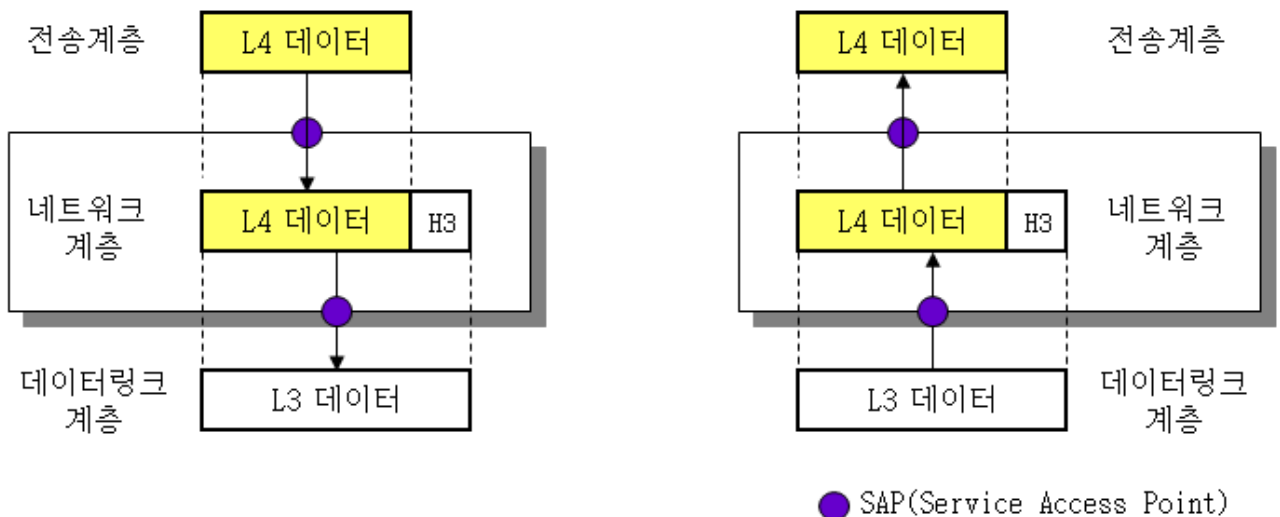 전송계층
L4 데이터
L4 데이터
전송계층
네트워크
계층
L4 데이터
H3
L4 데이터
H3
네트워크
계층
데이터링크
계층
L3 데이터
L3 데이터
데이터링크
계층
SAP(Service Access Point)